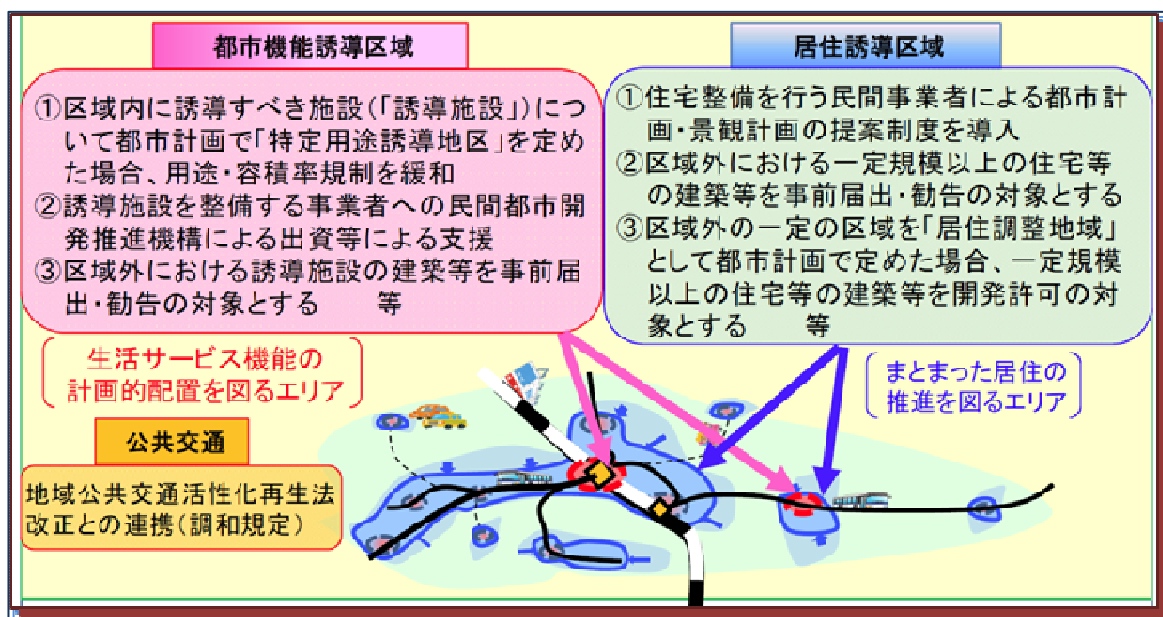 都市機能誘導区域
①区域内に誘導すべき施設(「誘導施設」)につ
いて都市計画で「特定用途誘導地区」を定め
た場合、用途・容積率規制を緩和
②誘導施設を整備する事業者への民間都市開
発推進機構による出資等による支援
③区域外における誘導施設の建築等を事前届
出・勧告の対象とする　　等
生活サービス機能の
計画的配置を図るエリア
居住誘導区域
①住宅整備を行う民間事業者による都市計
画・景観計画の提案制度を導入
②区域外における一定規模以上の住宅等
の建築等を事前届出・勧告の対象とする
③区域外の一定の区域を「居住調整地域」
として都市計画で定めた場合、一定規模
以上の住宅等の建築等を開発許可の対
象とする　　等
まとまった居住の
推進を図るエリア
公共交通
地域公共交通活性化再生法
改正との連携(調和規定)